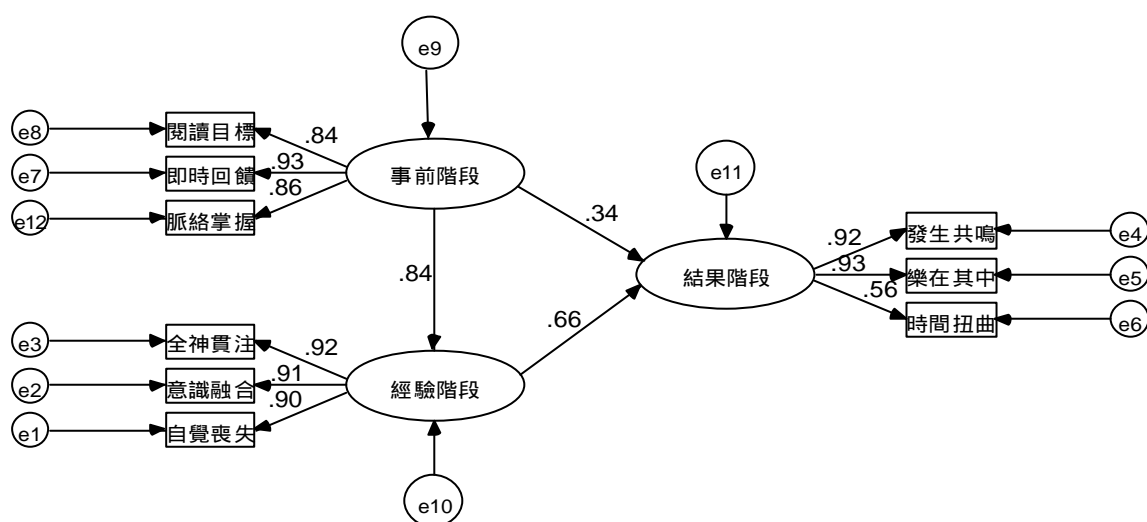 e9
e8
閱讀目標
.84
e7
即時回饋
.93
事前階段
e11
.86
e12
脈絡掌握
.34
發生共鳴
e4
.92
.84
結果階段
.93
樂在其中
e5
.56
時間扭曲
e6
.66
e3
全神貫注
.92
e2
意識融合
.91
經驗階段
.90
e1
自覺喪失
e10